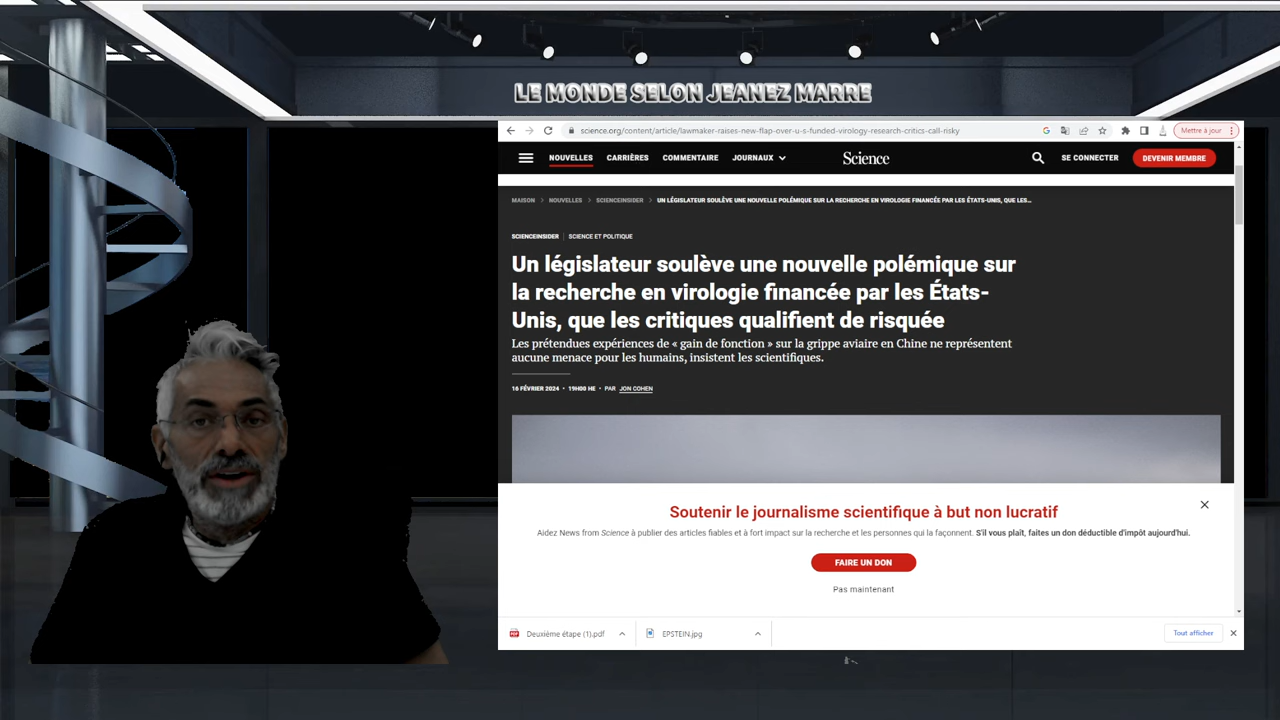 LE MONDE SELON JEANEZ MARRE
science.org/content/article/lawmaker-raises-new-flap-over-u-s-funded-virology-research-critics-call-risky
Mettre à jour
NOUVELLES CARRIÈRES COMMENTAIRE JOURNAUX Science SE CONNECTER DEVENIR MEMBRE
MAISON > NOUVELLES > SCIENCEINSIDER > UN LÉGISLATEUR SOULÈVE UNE NOUVELLE POLÉMIQUE SUR LA RECHERCHE EN VIROLOGIE FINANCÉE PAR LES ÉTATS-UNIS, QUE LES...
SCIENCEINSIDER | SCIENCE ET POLITIQUE
Un législateur soulève une nouvelle polémique sur
la recherche en virologie financée par les États-
Unis, que les critiques qualifient de risquée
Les prétendues expériences de « gain de fonction » sur la grippe aviaire en Chine ne représentent
aucune menace pour les humains, insistent les scientifiques.
16 FÉVRIER 2024 • 19H00 HE • PAR JON COHEN
Soutenir le journalisme scientifique à but non lucratif
Aidez News from Science à publier des articles fiables et à fort impact sur la recherche et les personnes qui la façonnent. S'il vous plaît, faites un don déductible d'impôt aujourd'hui.
FAIRE UN DON
Pas maintenant
PDF Deuxième étape (1).pdf EPSTEIN.jpg Tout afficher